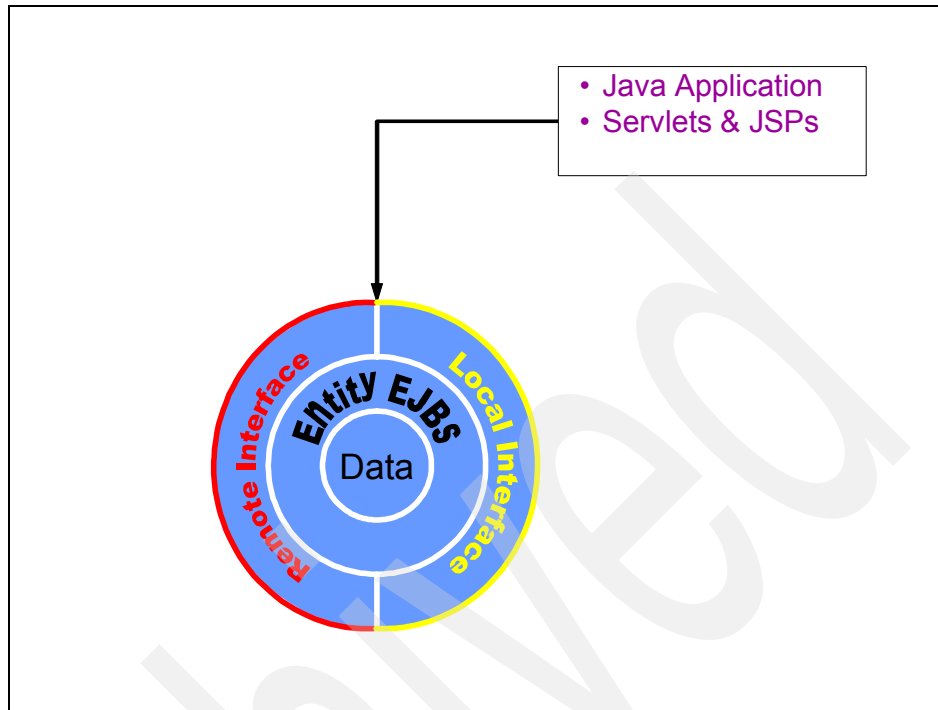 • Java Application
• Servlets & JSPs
Remote Interface
Local Interface
Entity EJBs
Data